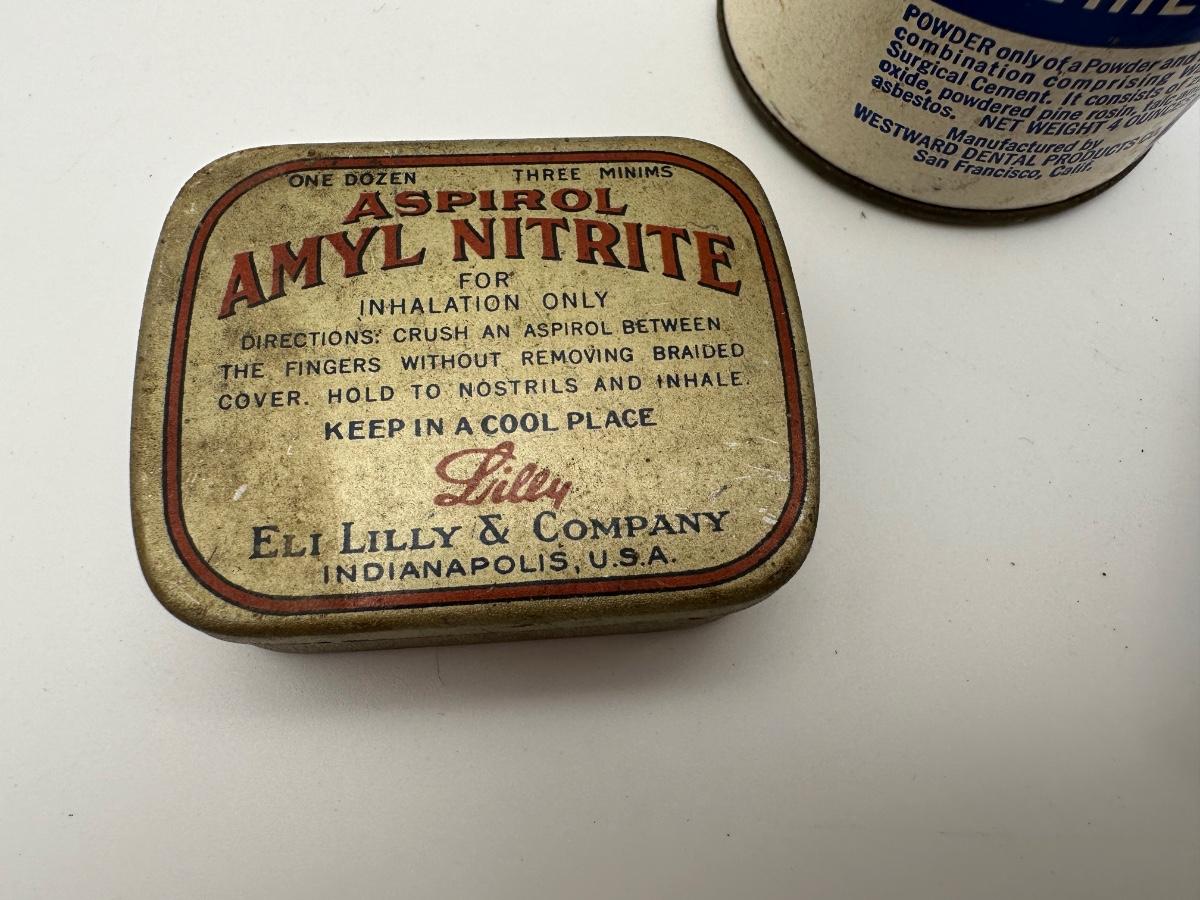 ONE DOZEN THREE MINIMS
ASPIROL
AMYL NITRITE
FOR
INHALATION ONLY
DIRECTIONS: CRUSH AN ASPIROL BETWEEN
THE FINGERS WITHOUT REMOVING BRAIDED
COVER. HOLD TO NOSTRILS AND INHALE.
KEEP IN A COOL PLACE
Lilly
ELI LILLY & COMPANY
INDIANAPOLIS, U.S.A.
POWDER only of a Powder and
combination comprising
Surgical Cement. It consists of
oxide, powdered pine rosin, talc
asbestos. NET WEIGHT 4 OUNCES
Manufactured by
WESTWARD DENTAL PRODUCTS
San Francisco, Calif.